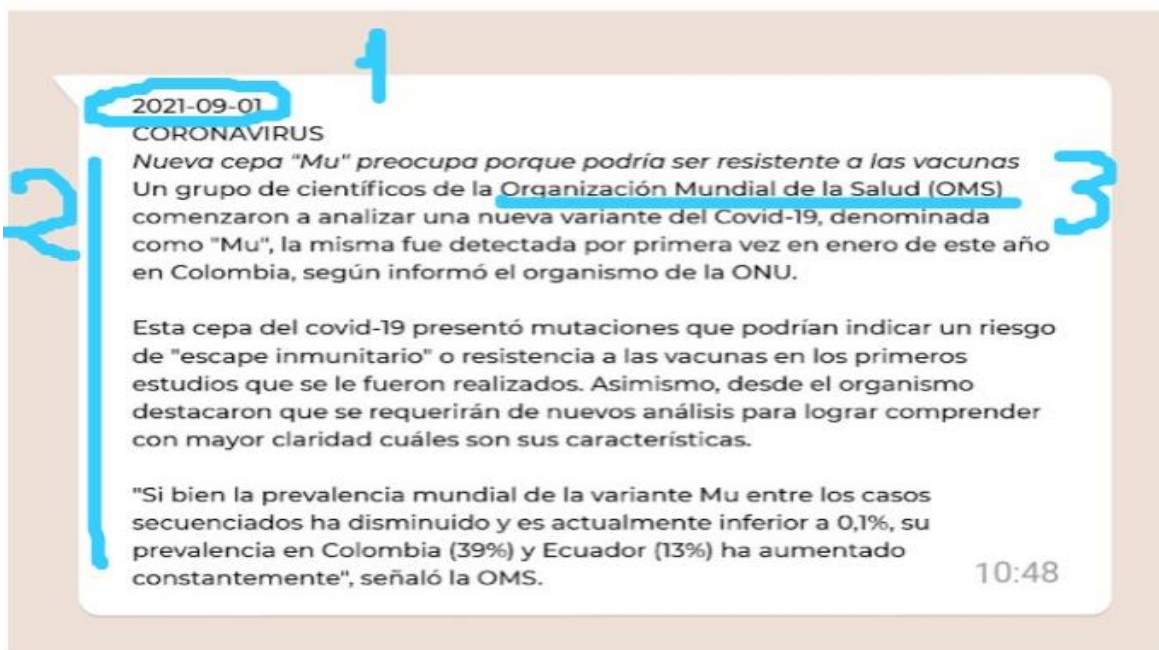 1
2021-09-01
CORONAVIRUS
Nueva cepa "Mu" preocupa porque podría ser resistente a las vacunas
2
Un grupo de científicos de la Organización Mundial de la Salud (OMS)
3
comenzaron a analizar una nueva variante del Covid-19, denominada
como "Mu", la misma fue detectada por primera vez en enero de este año
en Colombia, según informó el organismo de la ONU.
Esta cepa del covid-19 presentó mutaciones que podrían indicar un riesgo
de "escape inmunitario" o resistencia a las vacunas en los primeros
estudios que se le fueron realizados. Asimismo, desde el organismo
destacaron que se requerirán de nuevos análisis para lograr comprender
con mayor claridad cuáles son sus características.
"Si bien la prevalencia mundial de la variante Mu entre los casos
secuenciados ha disminuido y es actualmente inferior a 0,1%, su
prevalencia en Colombia (39%) y Ecuador (13%) ha aumentado
constantemente", señaló la OMS.
10:48